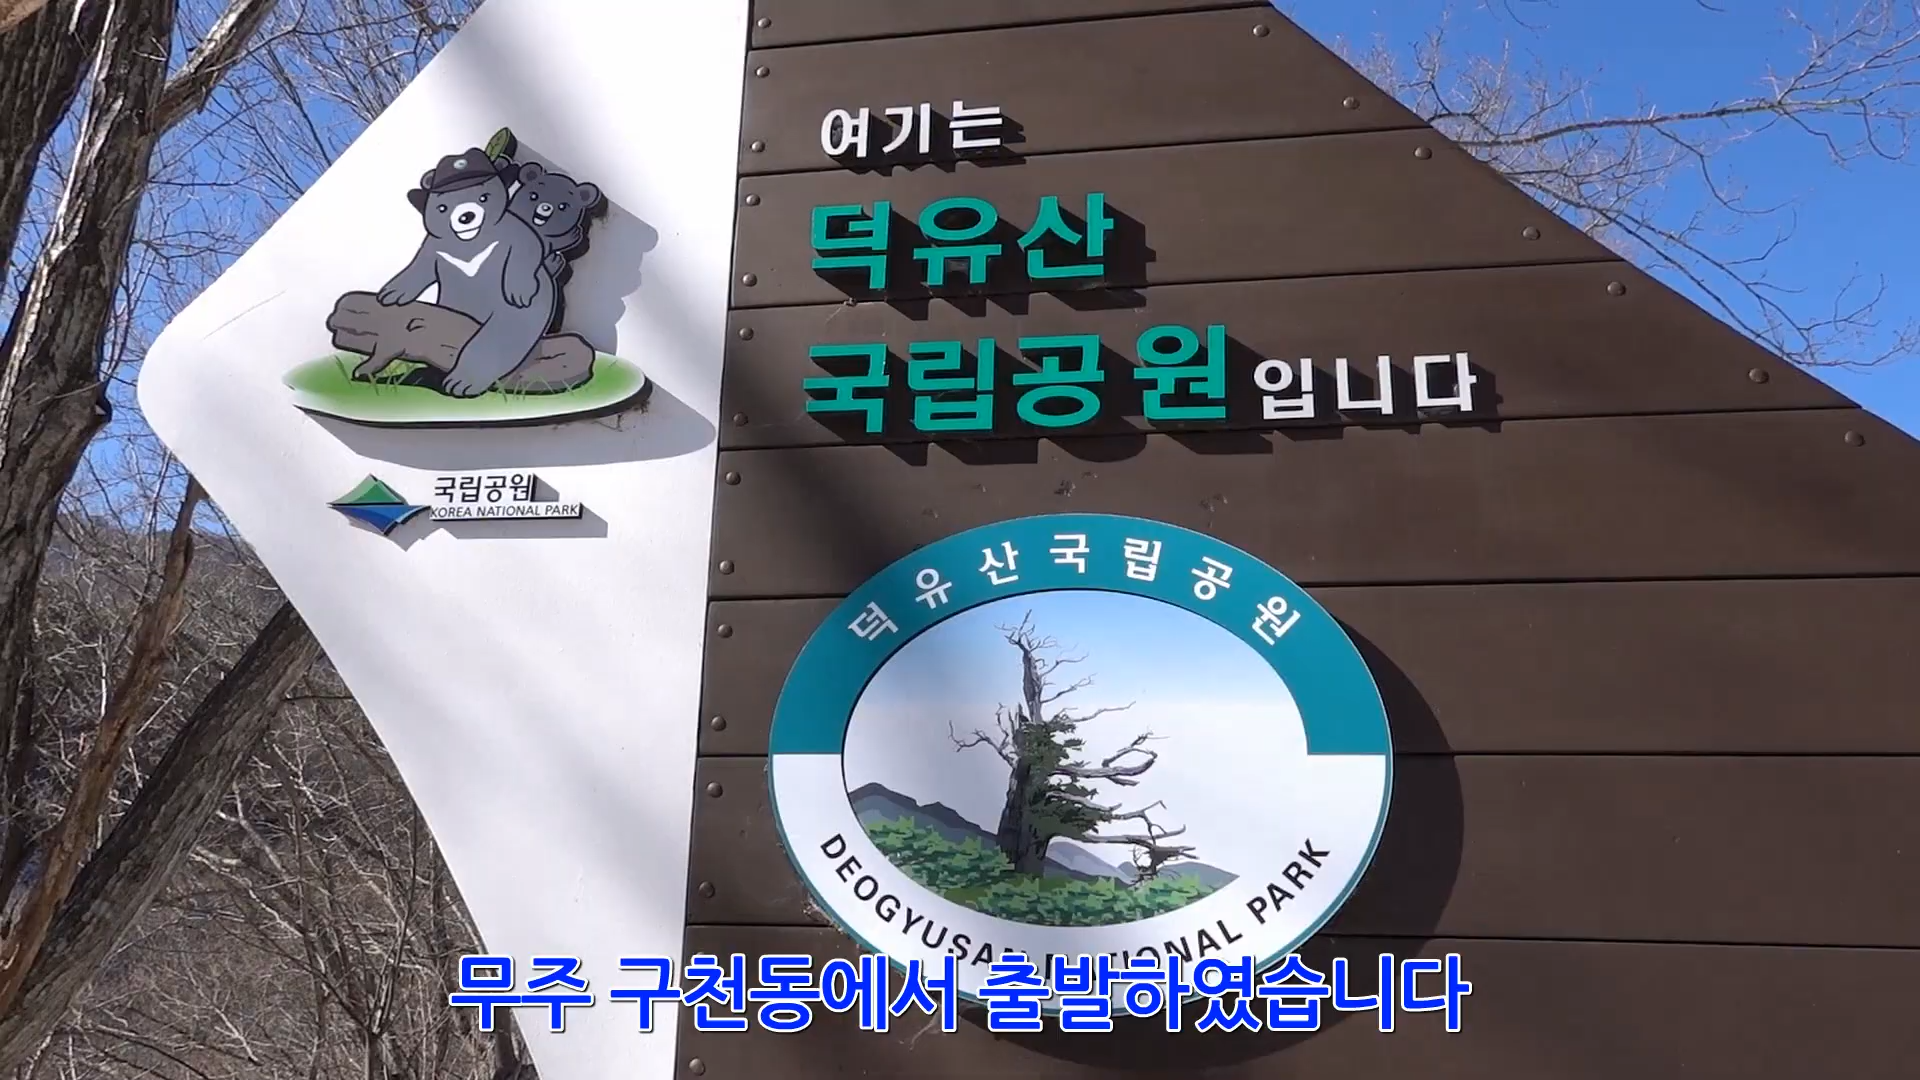 여기는
덕유산
국립공원입니다
국립공원
KOREA NATIONAL PARK
덕유산국립공원
DEOGYUSAN NATIONAL PARK
무주 구천동에서 출발하였습니다